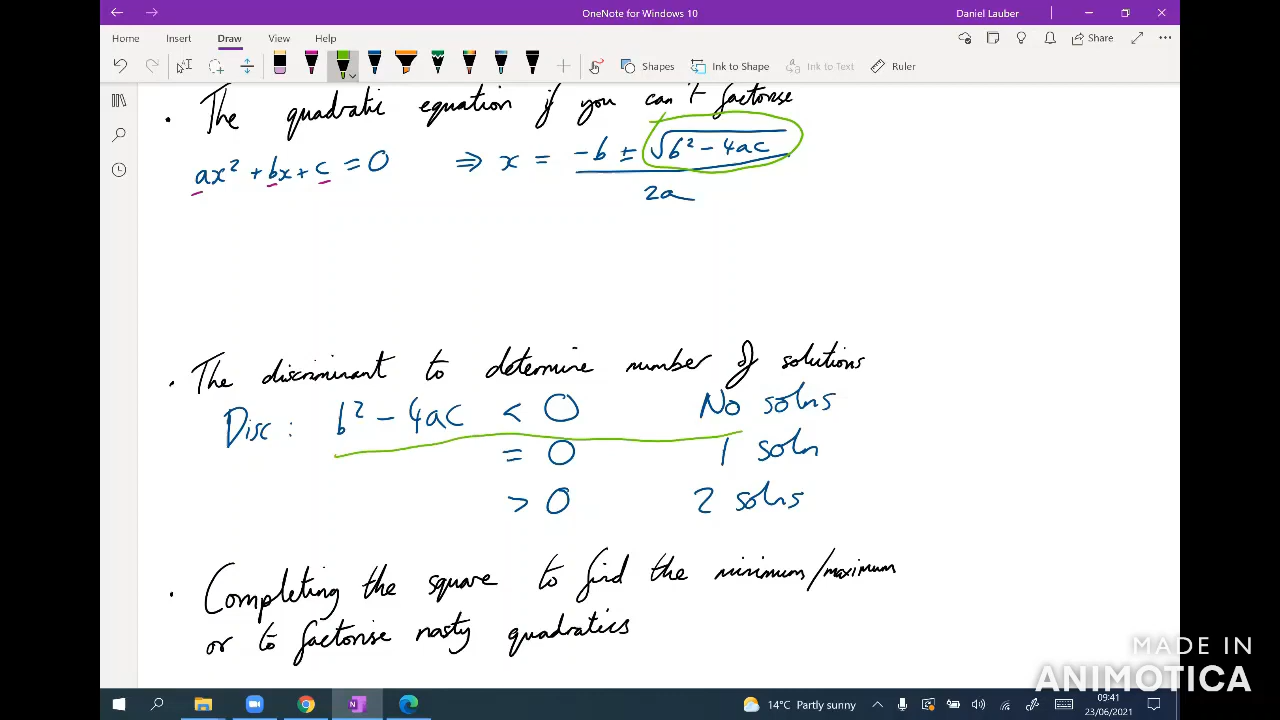 OneNote for Windows 10
Daniel Lauber
Home Insert Draw View Help
Share
Shapes Ink to Shape Ink to Text Ruler
• The quadratic equation if you can't factorise
ax² + bx + c = 0 ⇒ x = -b ± √b² - 4ac
2a
• The discriminant to determine number of solutions
Disc: b² - 4ac < 0 No solns
= 0 1 soln
> 0 2 solns
• Completing the square to find the minimum/maximum
or to factorise nasty quadratics
MADE IN
ANIMOTICA
14°C Partly sunny
09:41
23/06/2021